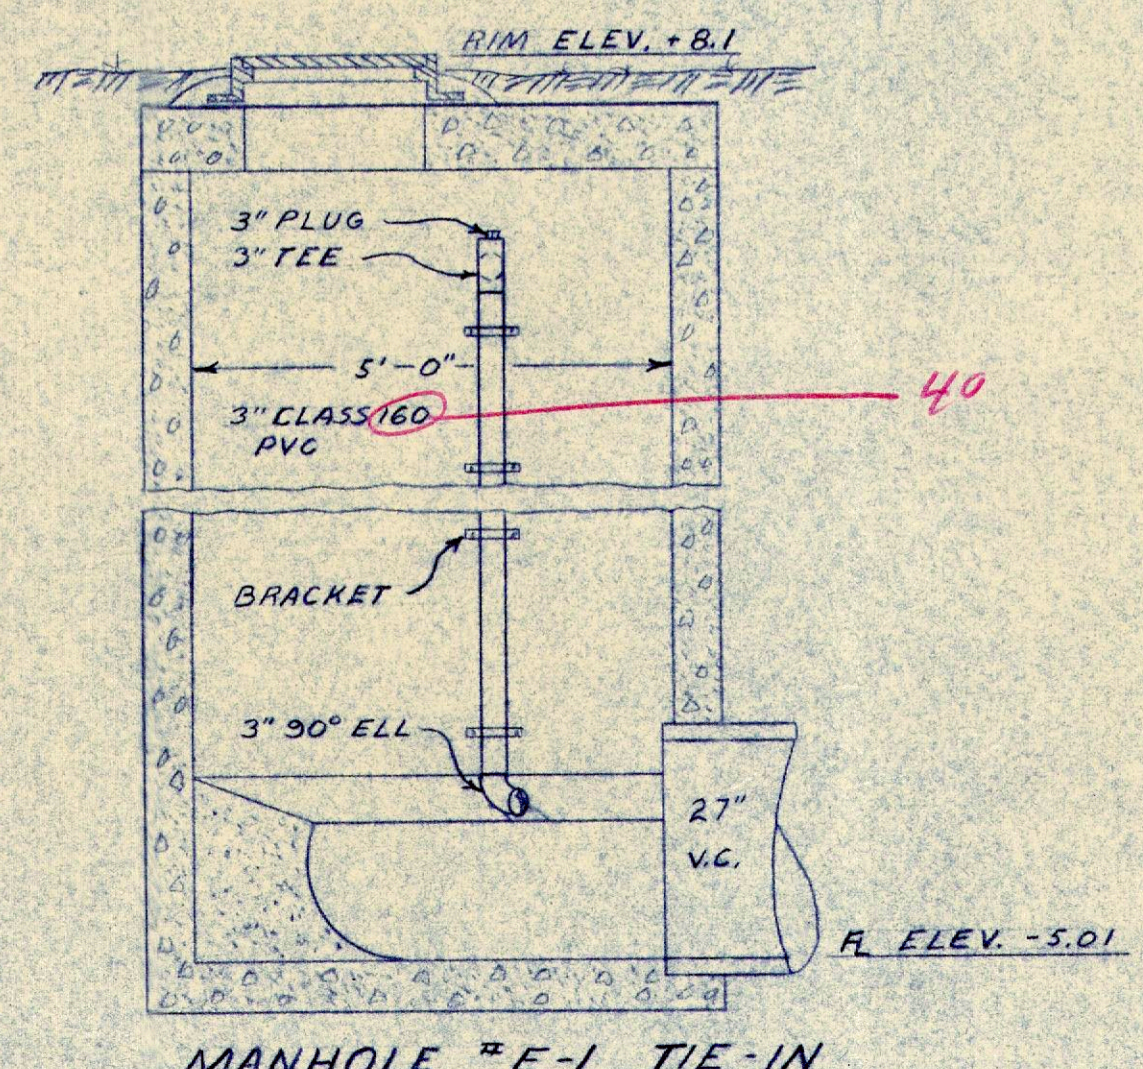 RIM ELEV. + 8.1
3" PLUG
3" TEE
5'-0"
3" CLASS 160
PVC
40
BRACKET
3" 90° ELL
27"
V.C.
FL ELEV. -5.01
MANHOLE #E-1 TIE-IN